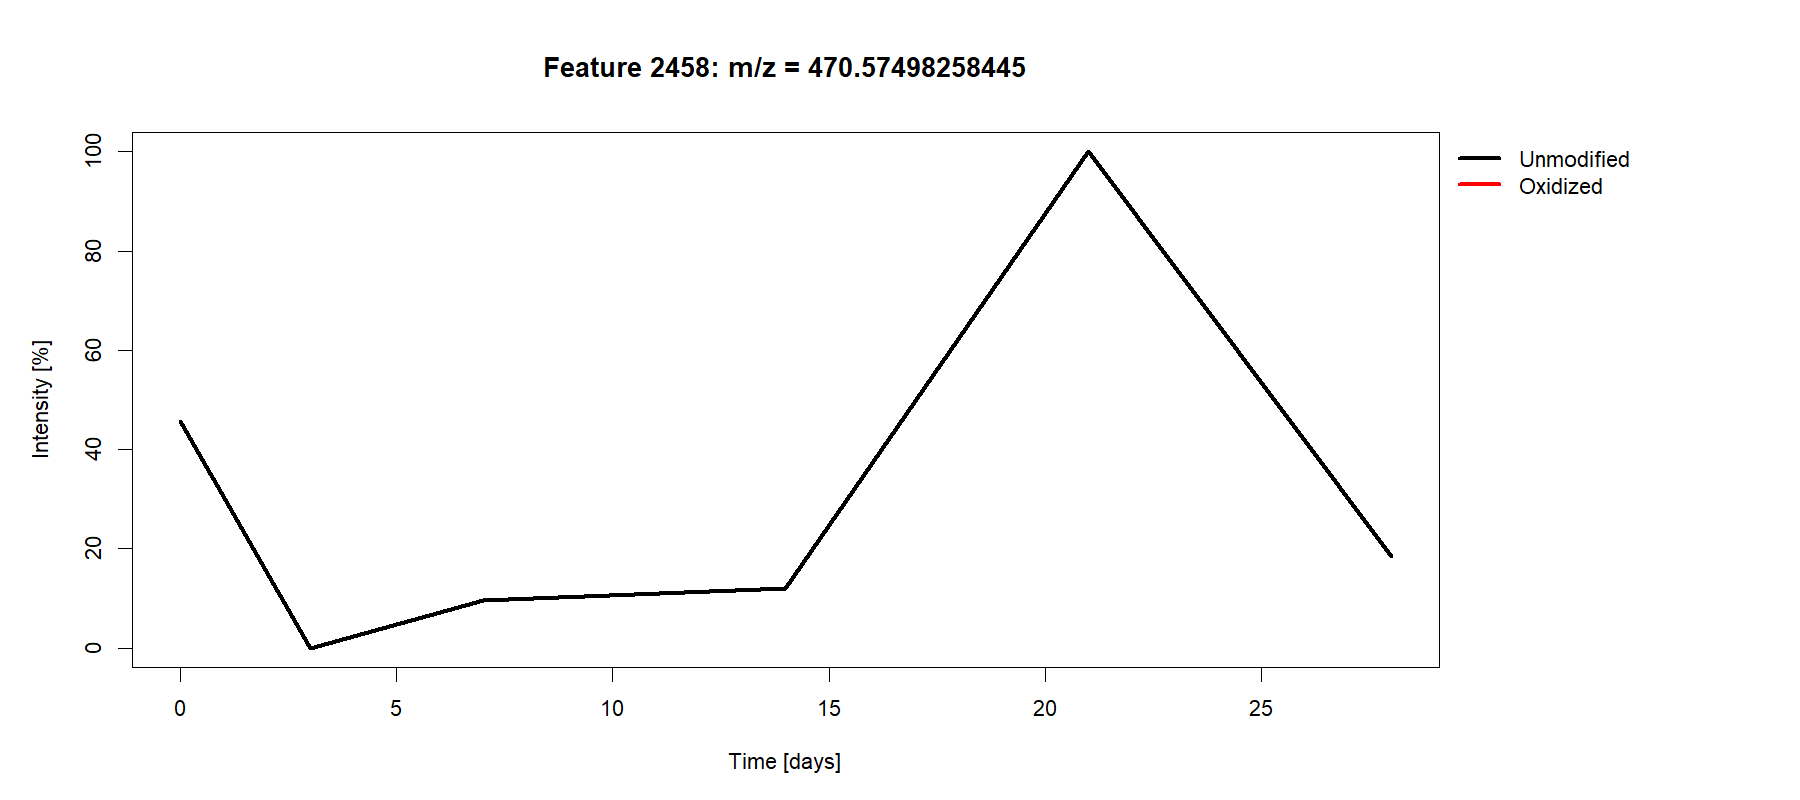 Feature 2458: m/z = 470.57498258445
Unmodified
Oxidized
Intensity [%]
100
80
60
40
20
0
0 5 10 15 20 25
Time [days]